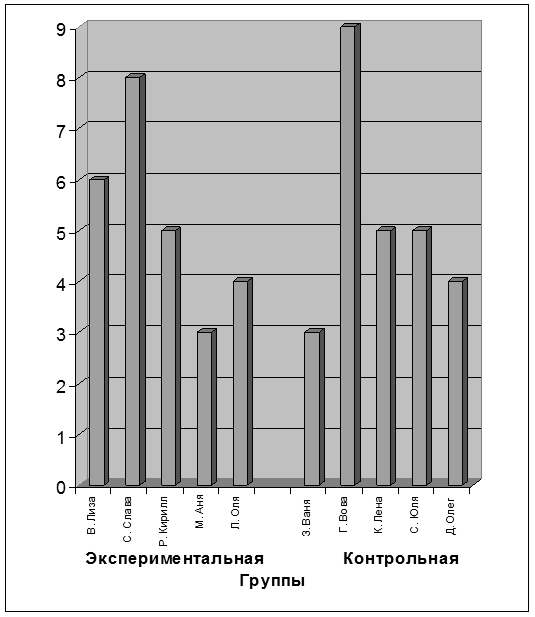 9
8
7
6
5
4
3
2
1
0
В. Лиза
С. Слава
Р. Кирилл
М. Аня
Л. Оля
З. Ваня
Г. Вова
К. Лена
С. Юля
Д. Олег
Экспериментальная Контрольная
Группы